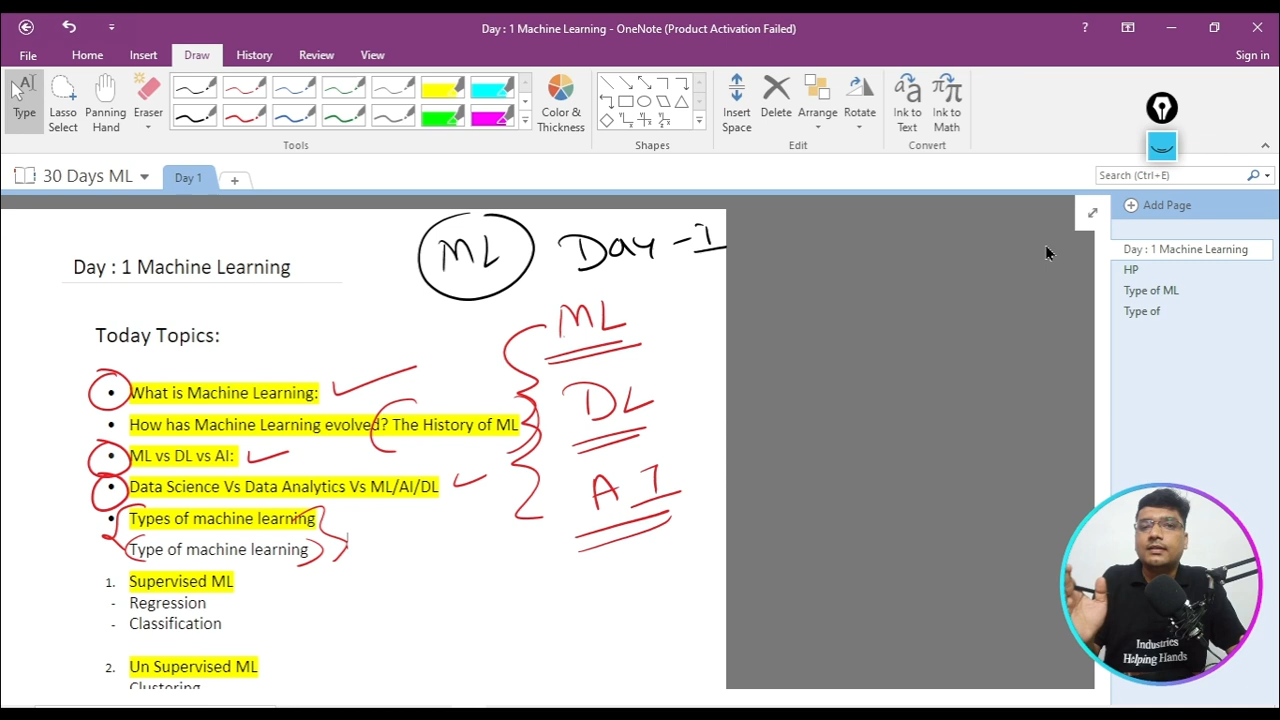 Day : 1 Machine Learning - OneNote (Product Activation Failed)
?
File Home Insert Draw History Review View
Sign in
Type
Lasso Select
Panning Hand
Eraser
Color & Thickness
Insert Space
Delete
Arrange
Rotate
Ink to Text
Ink to Math
Tools
Shapes
Edit
Convert
30 Days ML
Day 1
Search (Ctrl+E)
Add Page
Day : 1 Machine Learning
HP
Type of ML
Type of
Day : 1 Machine Learning
ML Day - 1
Today Topics:
• What is Machine Learning:
• How has Machine Learning evolved? The History of ML
• ML vs DL vs AI:
• Data Science Vs Data Analytics Vs ML/AI/DL
• Types of machine learning
Type of machine learning
1. Supervised ML
- Regression
- Classification
2. Un Supervised ML
Clustering
ML
DL
AI
Industries
Helping Hands